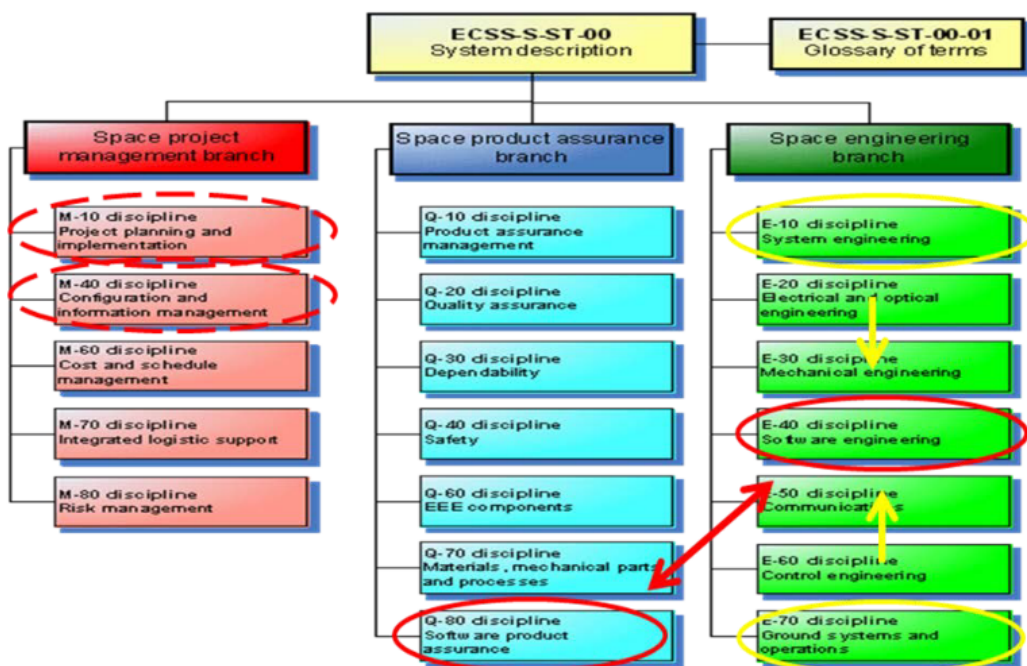 ECSS-S-ST-00
System description
ECSS-S-ST-00-01
Glossary of terms
Space project
management branch
M-10 discipline
Project planning and
implementation
M-40 discipline
Configuration and
information management
M-60 discipline
Cost and schedule
management
M-70 discipline
Integrated logistic support
M-80 discipline
Risk management
Space product assurance
branch
Q-10 discipline
Product assurance
management
Q-20 discipline
Quality assurance
Q-30 discipline
Dependability
Q-40 discipline
Safety
Q-60 discipline
EEE components
Q-70 discipline
Materials, mechanical parts
and processes
Q-80 discipline
Software product
assurance
Space engineering
branch
E-10 discipline
System engineering
E-20 discipline
Electrical and optical
engineering
E-30 discipline
Mechanical engineering
E-40 discipline
Software engineering
E-50 discipline
Communications
E-60 discipline
Control engineering
E-70 discipline
Ground systems and
operations